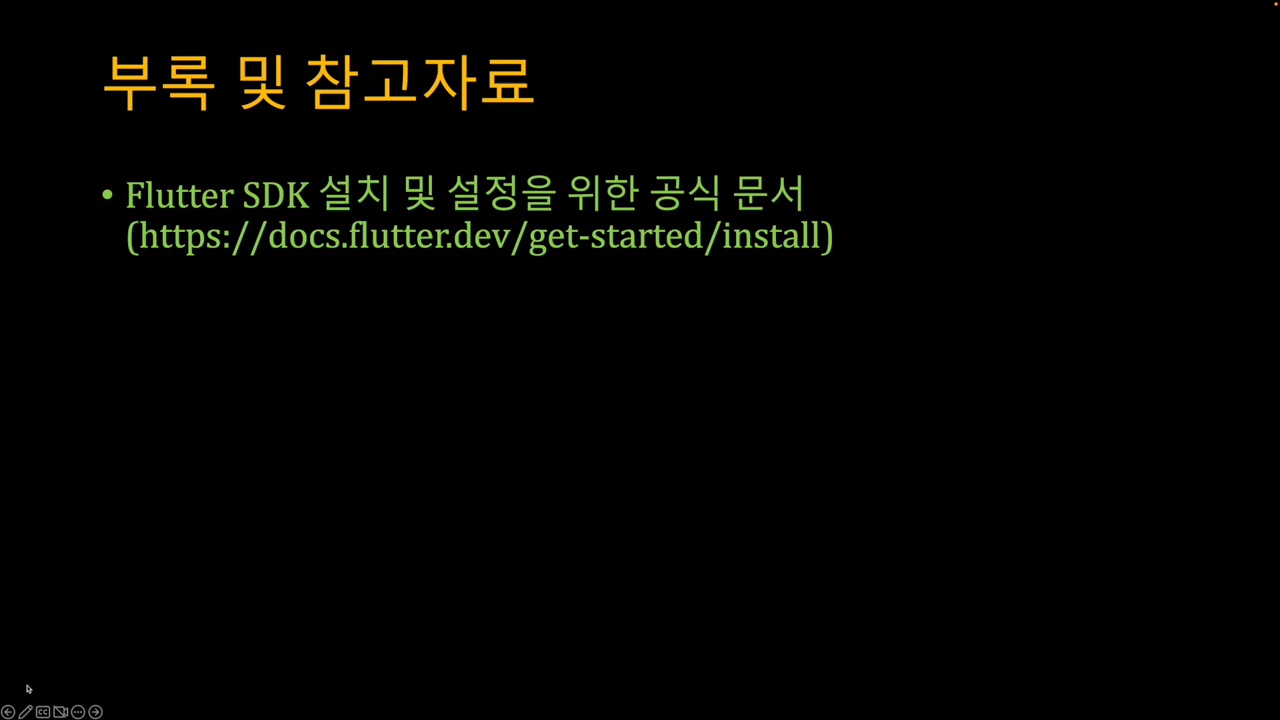 부록 및 참고자료
• Flutter SDK 설치 및 설정을 위한 공식 문서
(https://docs.flutter.dev/get-started/install)